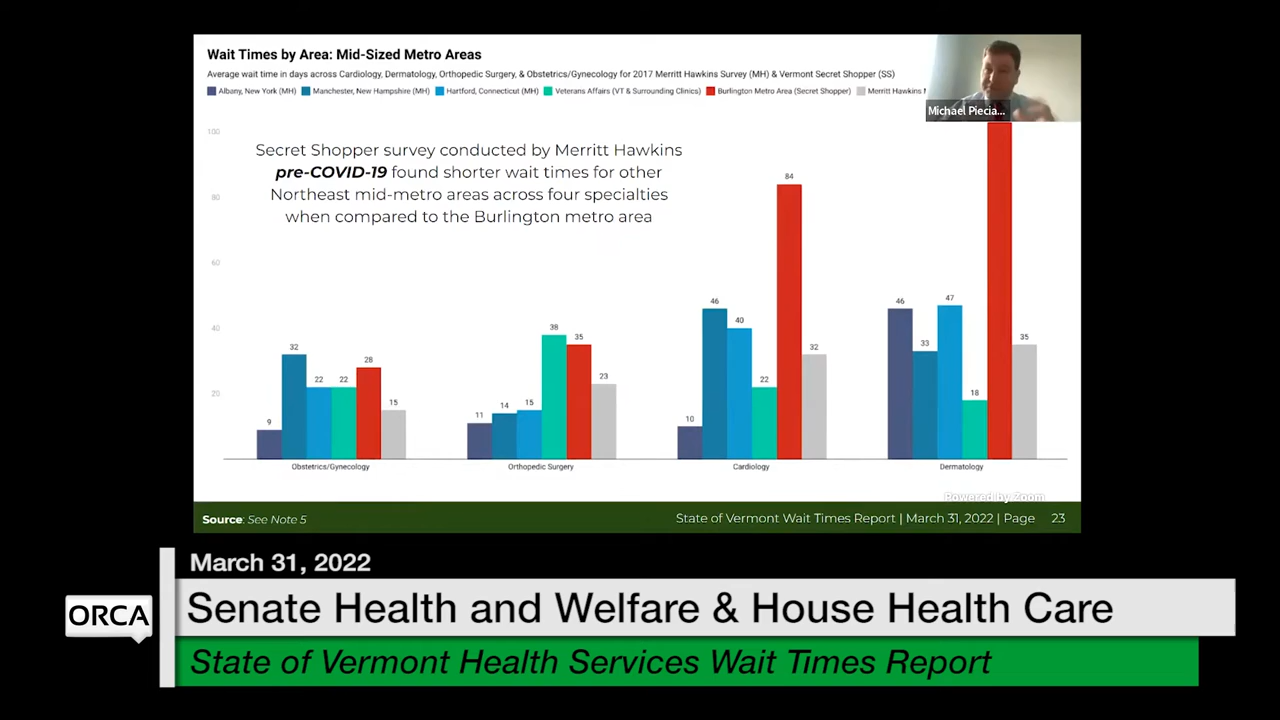 Wait Times by Area: Mid-Sized Metro Areas
Average wait time in days across Cardiology, Dermatology, Orthopedic Surgery, & Obstetrics/Gynecology for 2017 Merritt Hawkins Survey (MH) & Vermont Secret Shopper (SS)
Albany, New York (MH) Manchester, New Hampshire (MH) Hartford, Connecticut (MH) Veterans Affairs (VT & Surrounding Clinics) Burlington Metro Area (Secret Shopper) Merritt Hawkins
Michael Piecia...
100
80
60
40
20
Secret Shopper survey conducted by Merritt Hawkins
pre-COVID-19 found shorter wait times for other
Northeast mid-metro areas across four specialties
when compared to the Burlington metro area
9 32 22 22 28 15
11 14 15 38 35 23
10 46 40 22 84 32
46 33 47 18 35
Obstetrics/Gynecology Orthopedic Surgery Cardiology Dermatology
Powered by Zoom
Source: See Note 5
State of Vermont Wait Times Report | March 31, 2022 | Page 23
March 31, 2022
ORCA
Senate Health and Welfare & House Health Care
State of Vermont Health Services Wait Times Report